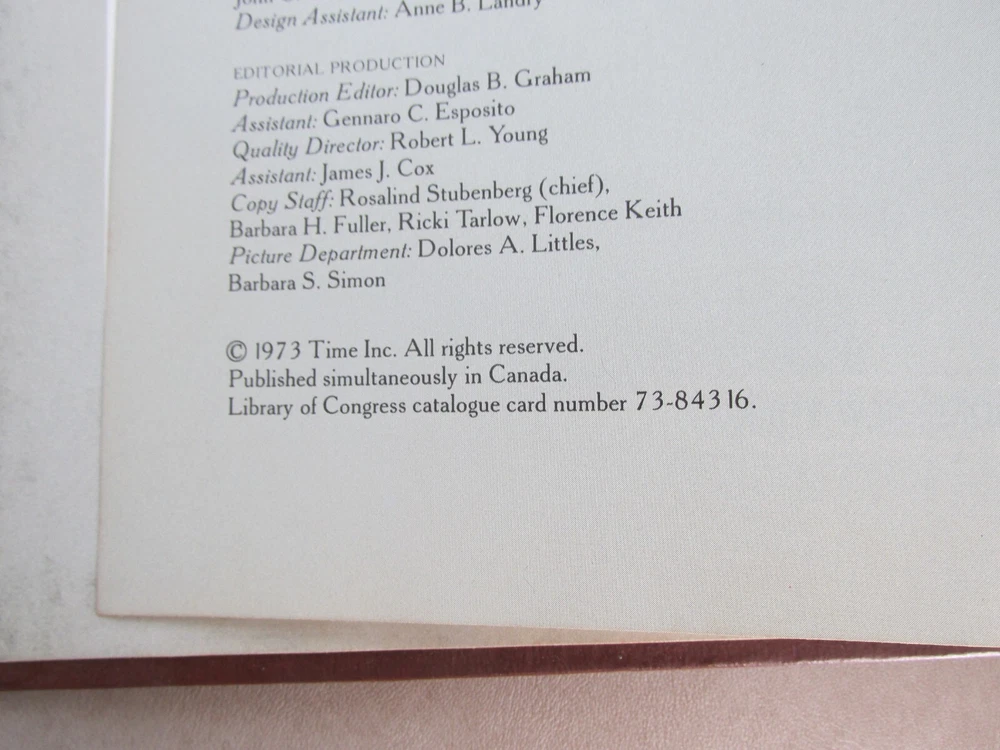 Design Assistant: Anne B. Landry
EDITORIAL PRODUCTION
Production Editor: Douglas B. Graham
Assistant: Gennaro C. Esposito
Quality Director: Robert L. Young
Assistant: James J. Cox
Copy Staff: Rosalind Stubenberg (chief),
Barbara H. Fuller, Ricki Tarlow, Florence Keith
Picture Department: Dolores A. Littles,
Barbara S. Simon
© 1973 Time Inc. All rights reserved.
Published simultaneously in Canada.
Library of Congress catalogue card number 73-84316.